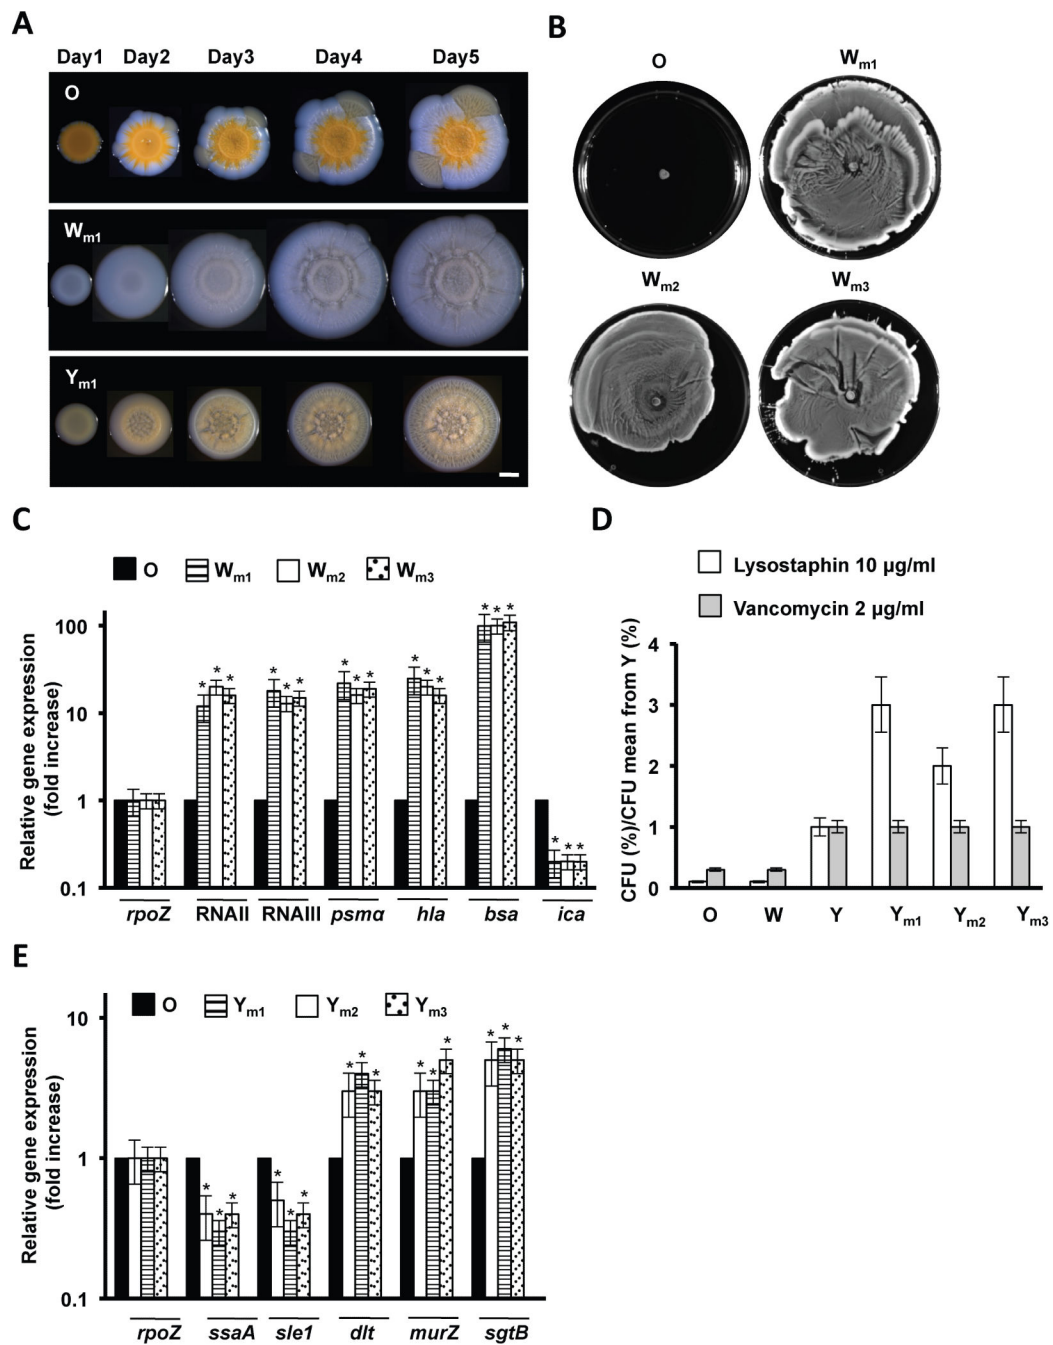 A
Day1 Day2 Day3 Day4 Day5
O
Wm1
Ym1
B
O
Wm1
Wm2
Wm3
C
O Wm1 Wm2 Wm3
Relative gene expression
(fold increase)
100
10
1
0.1
* * * * * * * * * * * * * * * * * *
rpoZ RNAII RNAIII psmα hla bsa ica
D
Lysostaphin 10 µg/ml
Vancomycin 2 µg/ml
CFU (%)/CFU mean from Y (%)
4
3
2
1
0
O W Y Ym1 Ym2 Ym3
E
O Ym1 Ym2 Ym3
Relative gene expression
(fold increase)
10
1
0.1
* * * * * * * * * * * * * * *
rpoZ ssaA sle1 dlt murZ sgtB